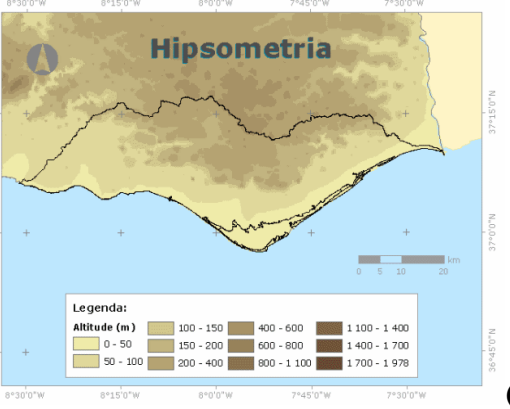 8°30'0"W 8°15'0"W 8°0'0"W 7°45'0"W 7°30'0"W
Hipsometria
37°15'0"N
37°0'0"N
36°45'0"N
km
0 5 10 20
Legenda:
Altitude (m)
0 - 50
50 - 100
100 - 150
150 - 200
200 - 400
400 - 600
600 - 800
800 - 1 100
1 100 - 1 400
1 400 - 1 700
1 700 - 1 978
8°30'0"W 8°15'0"W 8°0'0"W 7°45'0"W 7°30'0"W